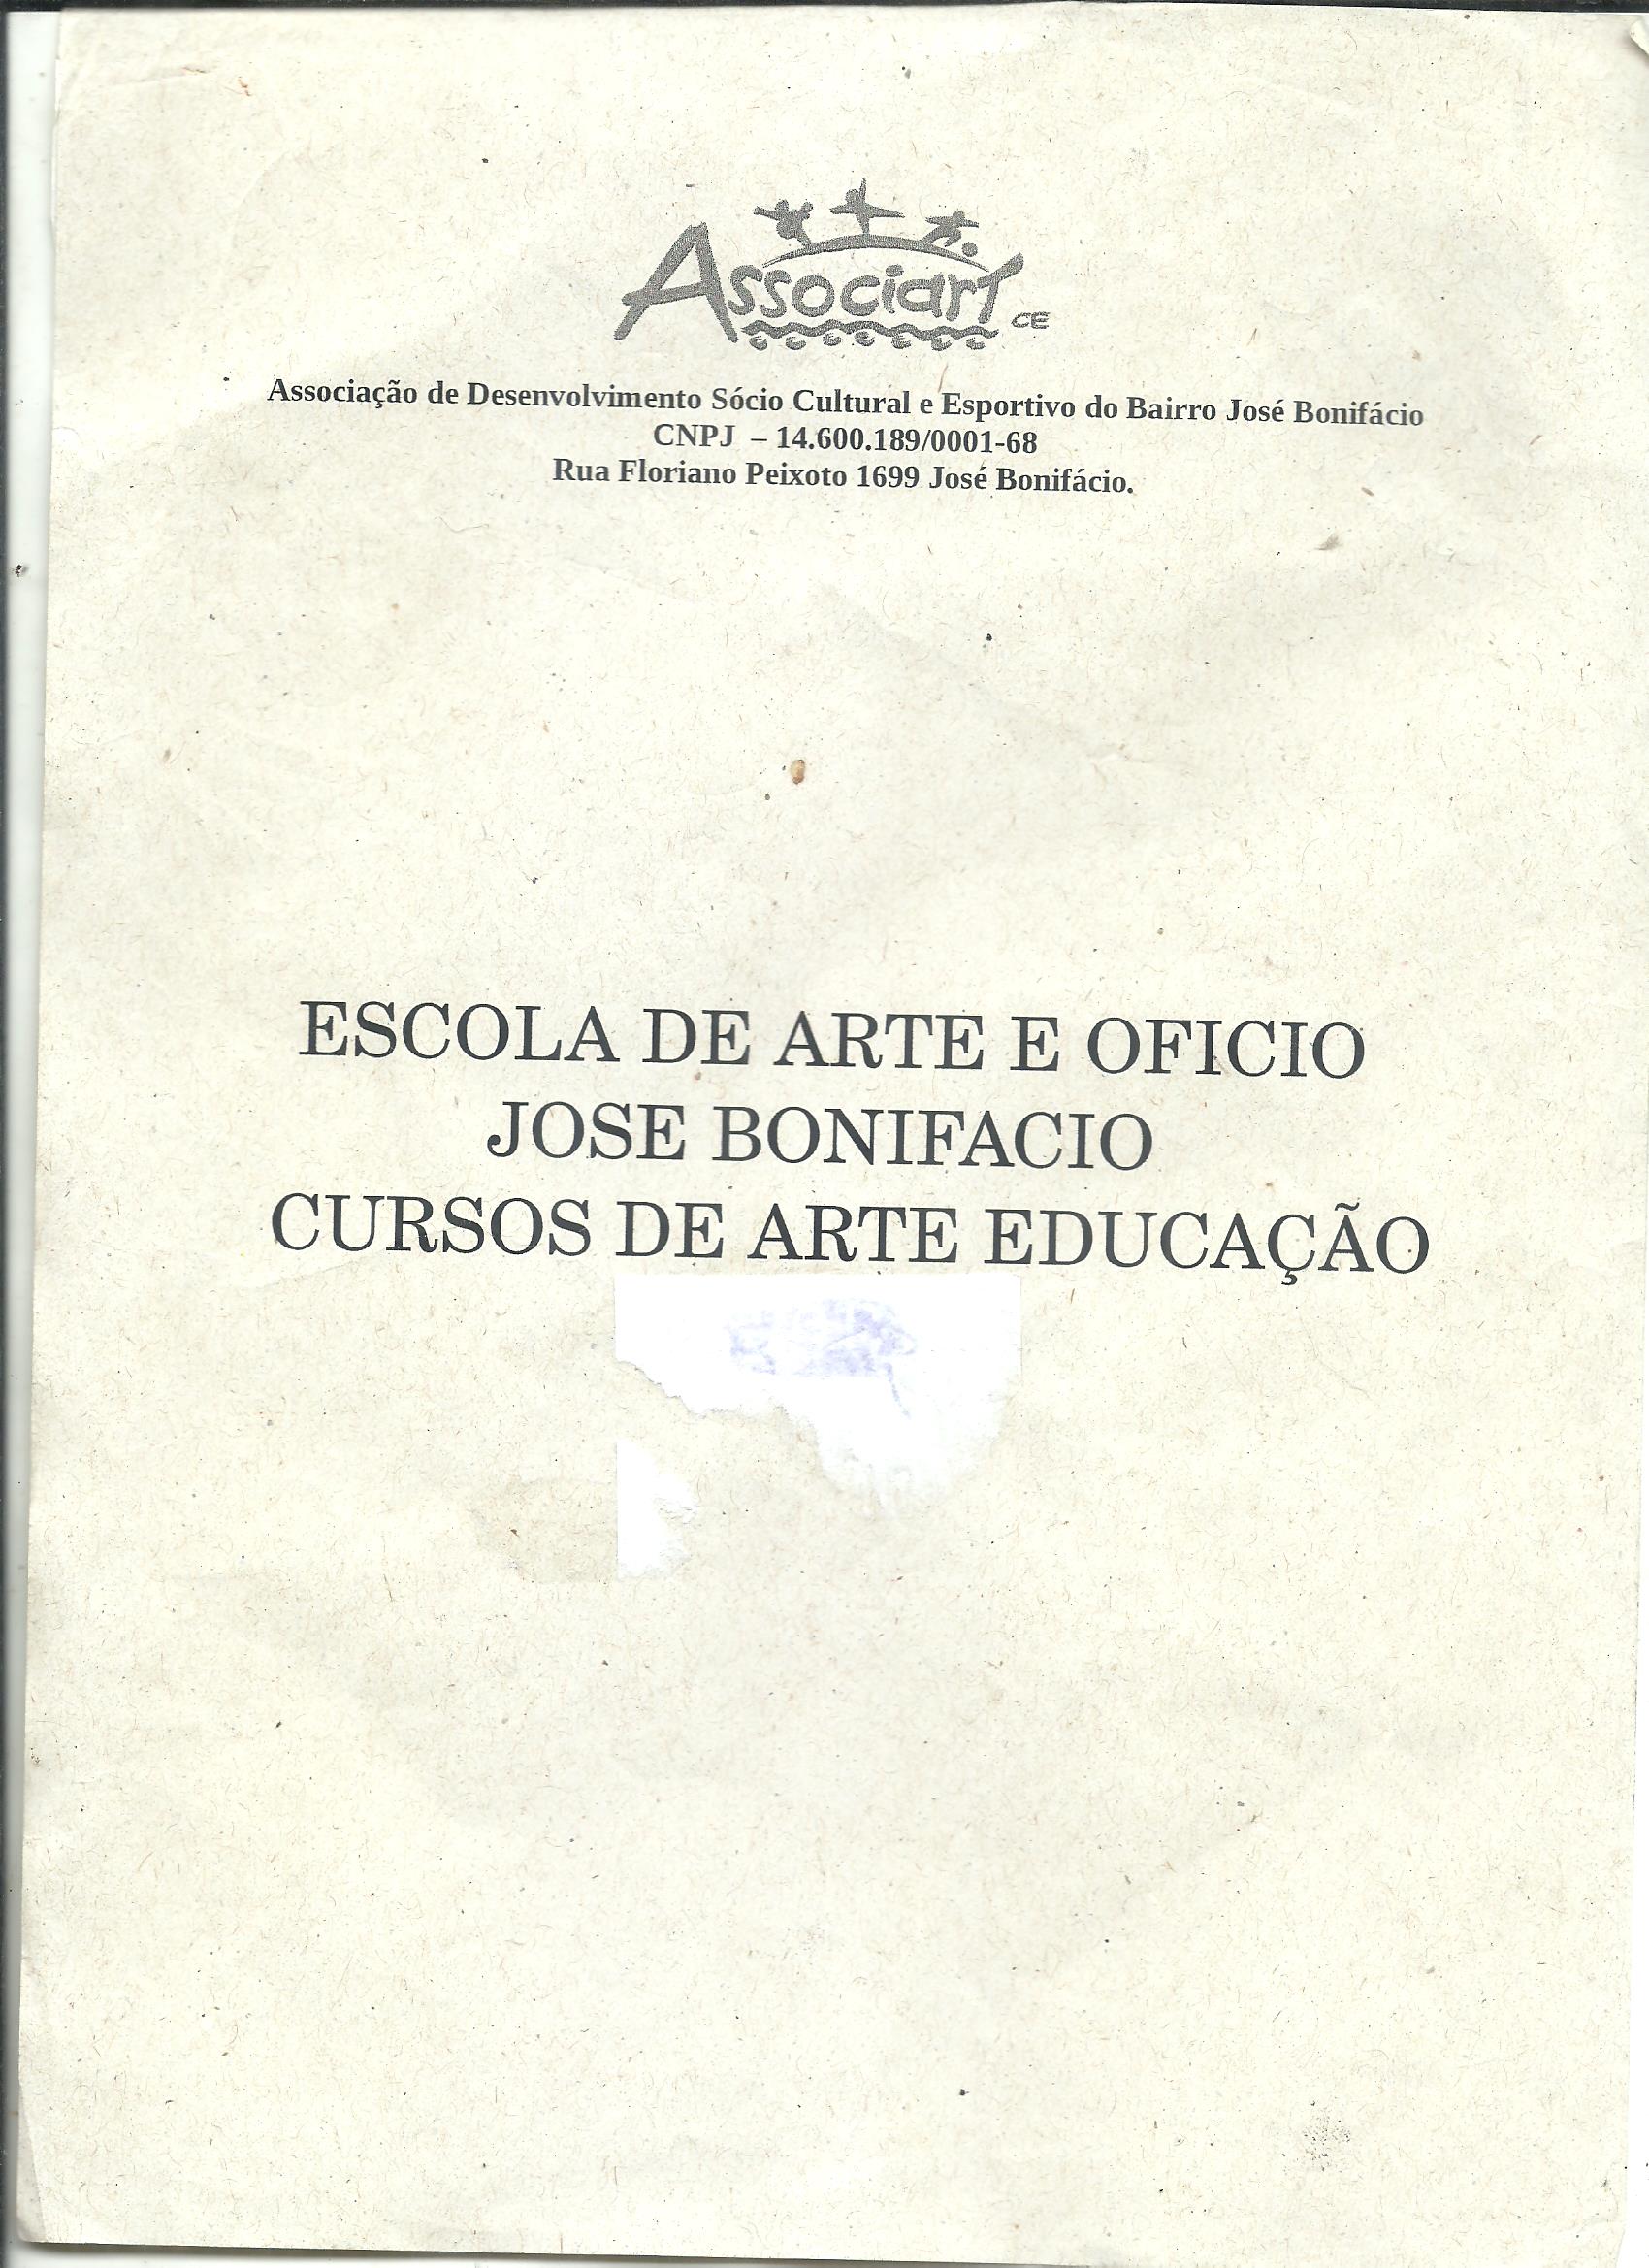 Associart CE
Associação de Desenvolvimento Sócio Cultural e Esportivo do Bairro José Bonifácio
CNPJ – 14.600.189/0001-68
Rua Floriano Peixoto 1699 José Bonifácio.
ESCOLA DE ARTE E OFICIO
JOSE BONIFACIO
CURSOS DE ARTE EDUCAÇÃO